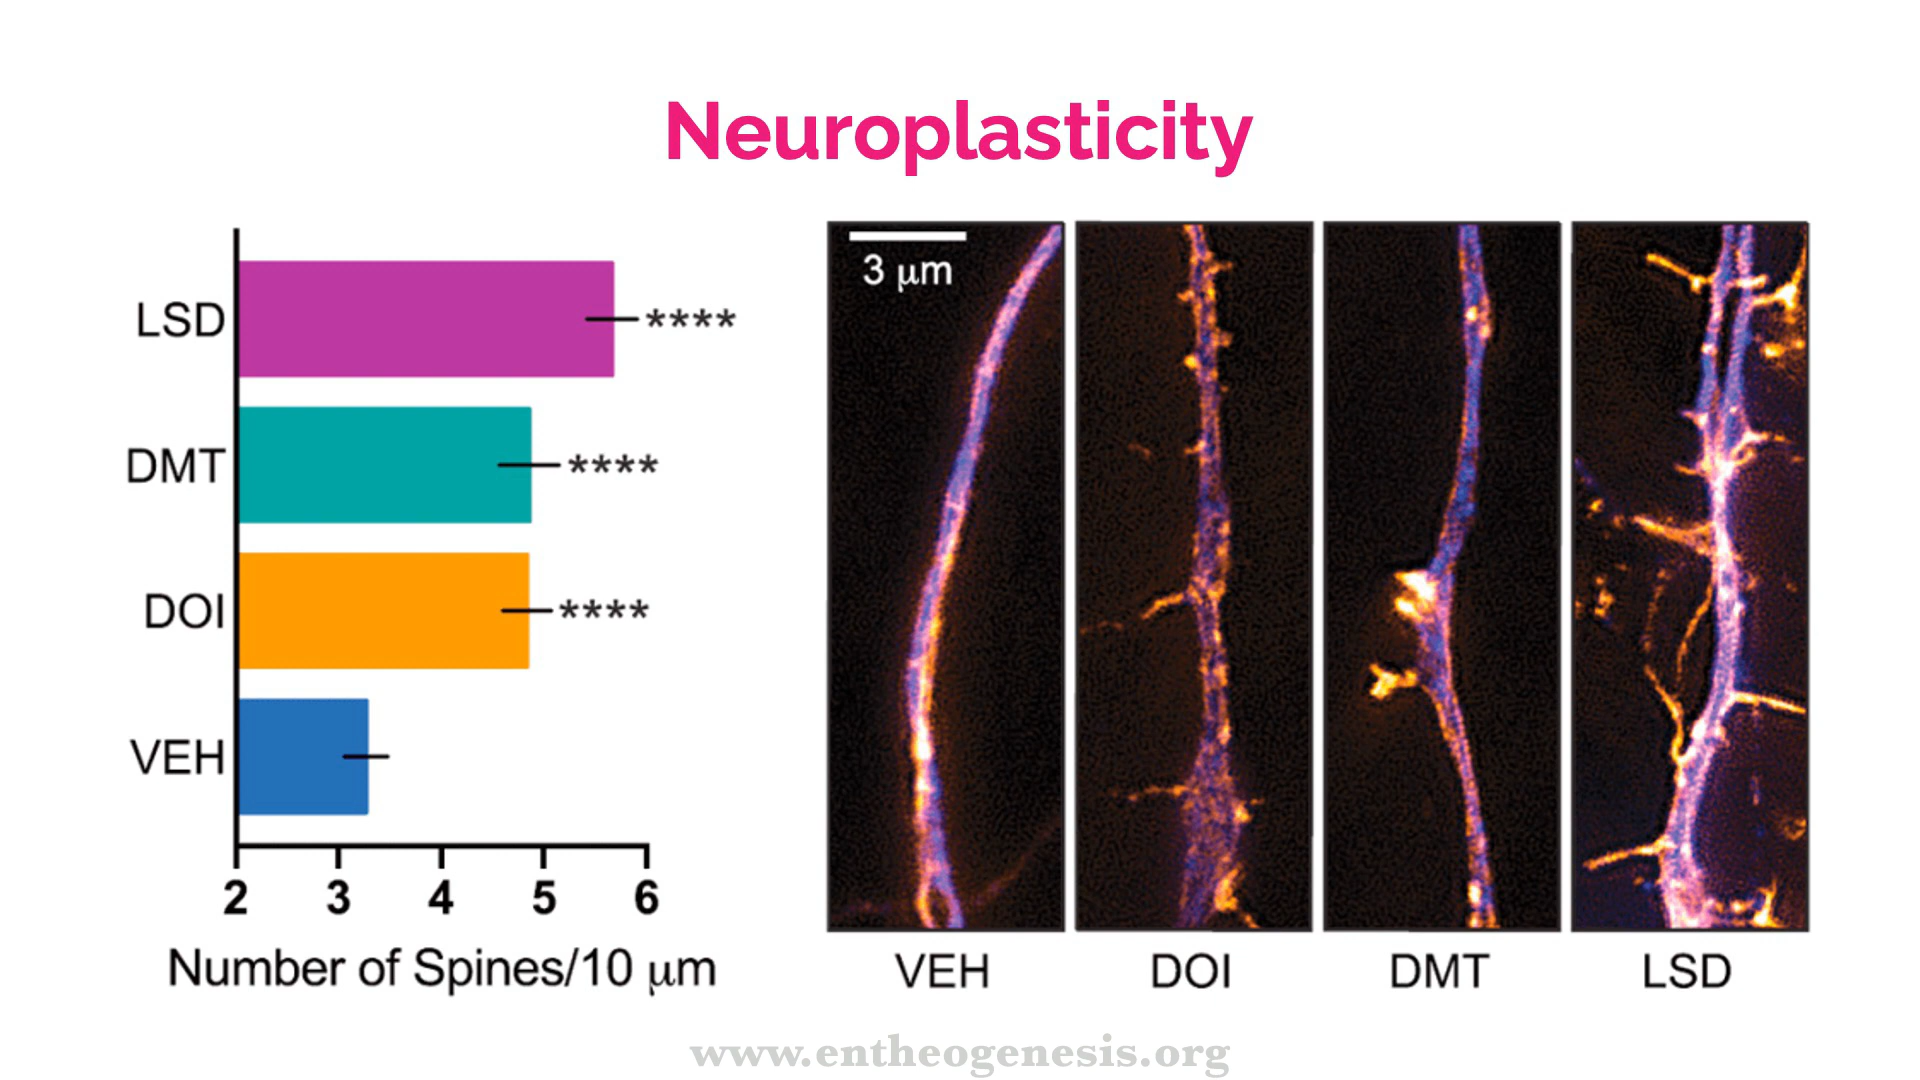 Neuroplasticity
LSD
****
DMT
****
DOI
****
VEH
2 3 4 5 6
Number of Spines/10 μm
3 μm
VEH DOI DMT LSD
www.entheogenesis.org